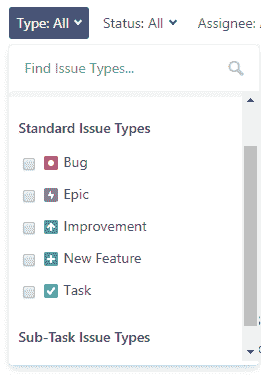 Type: All Status: All Assignee:
Find Issue Types...
Standard Issue Types
Bug
Epic
Improvement
New Feature
Task
Sub-Task Issue Types